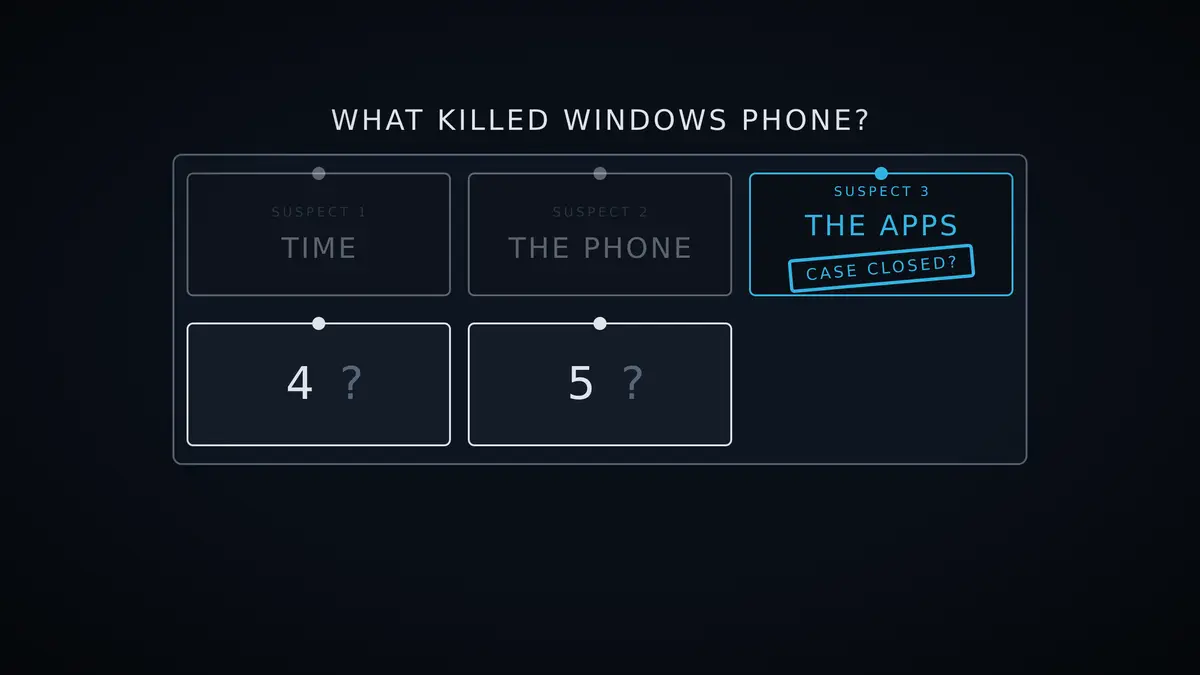 WHAT KILLED WINDOWS PHONE?
SUSPECT 1
TIME
SUSPECT 2
THE PHONE
SUSPECT 3
THE APPS
CASE CLOSED?
4 ?
5 ?